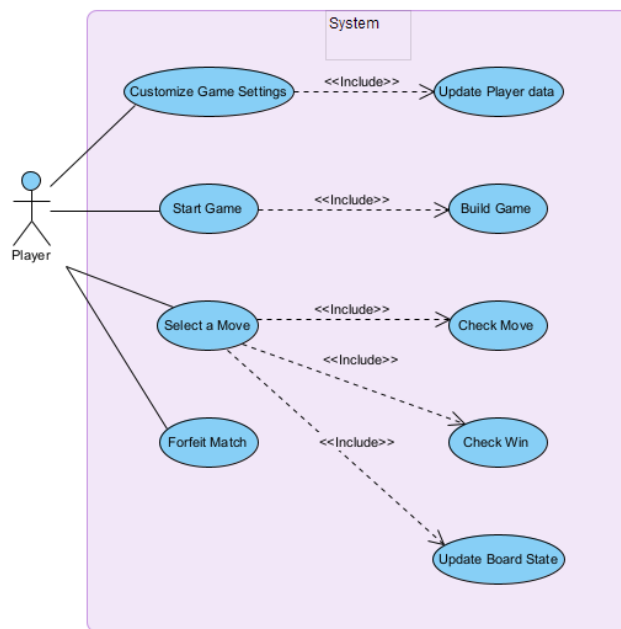 System
Customize Game Settings
<<Include>>
Update Player data
Start Game
<<Include>>
Build Game
Player
Select a Move
<<Include>>
Check Move
<<Include>>
Forfeit Match
<<Include>>
Check Win
Update Board State